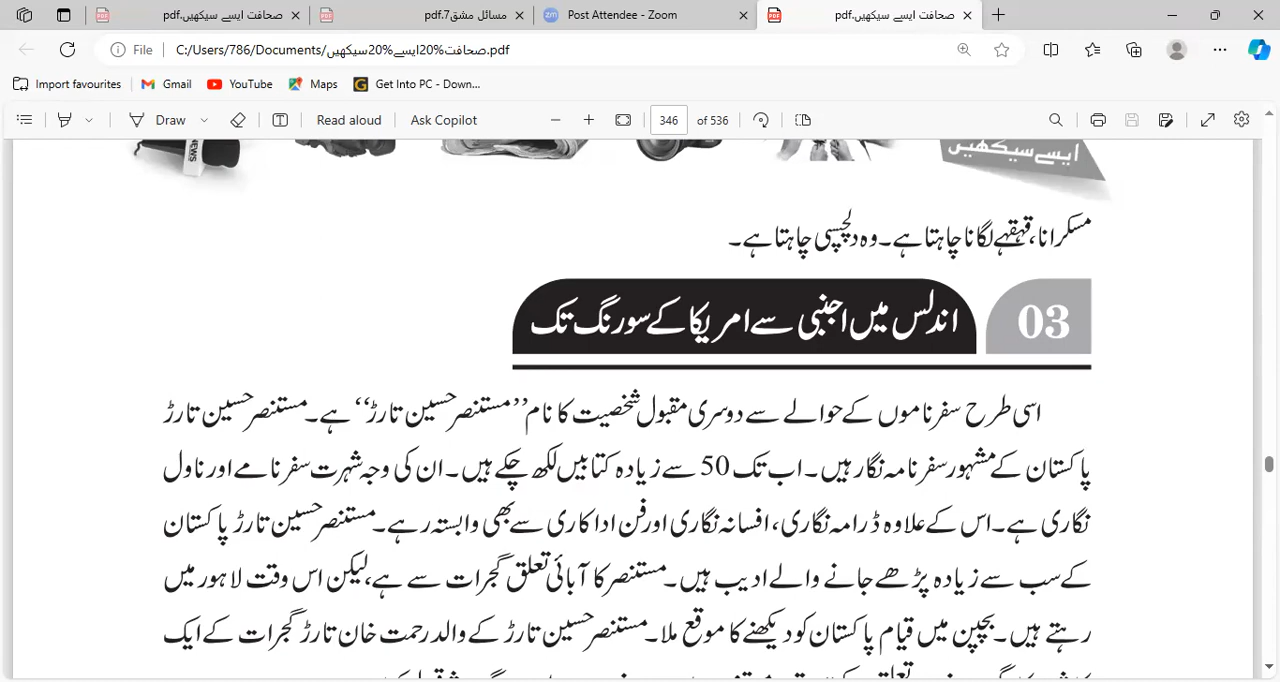 صحافت ایسے سیکھیں.pdf
مسائل مشق7.pdf
Post Attendee - Zoom
صحافت ایسے سیکھیں.pdf
File C:/Users/786/Documents/صحافت%20ایسے%20سیکھیں.pdf
Import favourites Gmail YouTube Maps Get Into PC - Down...
Draw Read aloud Ask Copilot 346 of 536
NEWS
ایسے سیکھیں
مسکرانا، قہقہے لگانا چاہتا ہے۔ وہ دلچسپی چاہتا ہے۔
03 اندلس میں اجنبی سے امریکا کے سورنگ تک
اسی طرح سفرناموں کے حوالے سے دوسری مقبول شخصیت کا نام ’’مستنصر حسین تارڑ‘‘ ہے۔ مستنصر حسین تارڑ
پاکستان کے مشہور سفرنامہ نگار ہیں۔ اب تک 50 سے زیادہ کتابیں لکھ چکے ہیں۔ ان کی وجہ شہرت سفرنامے اور ناول
نگاری ہے۔ اس کے علاوہ ڈرامہ نگاری، افسانہ نگاری اور فن اداکاری سے بھی وابستہ رہے۔ مستنصر حسین تارڑ پاکستان
کے سب سے زیادہ پڑھے جانے والے ادیب ہیں۔ مستنصر کا آبائی تعلق گجرات سے ہے، لیکن اس وقت لاہور میں
رہتے ہیں۔ بچپن میں قیام پاکستان کو دیکھنے کا موقع ملا۔ مستنصر حسین تارڑ کے والد رحمت خان تارڑ گجرات کے ایک